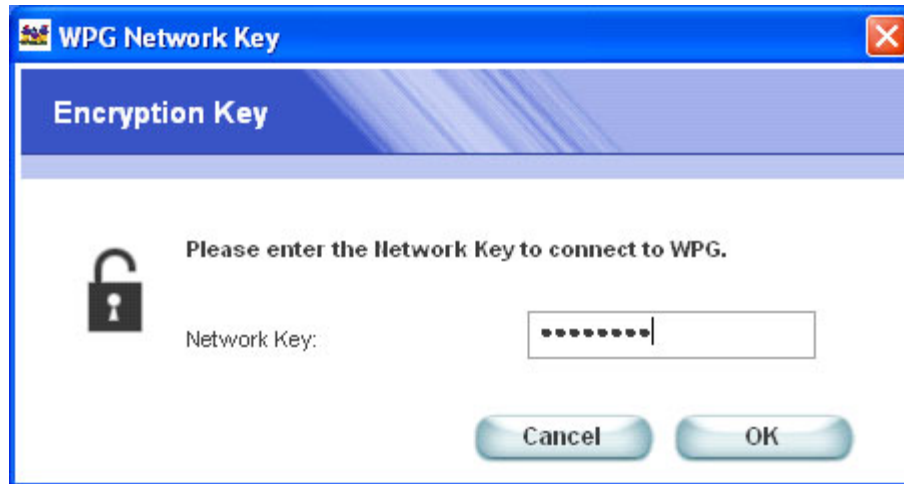 WPG Network Key
Encryption Key
Please enter the Network Key to connect to WPG.
Network Key: ••••••••
Cancel OK